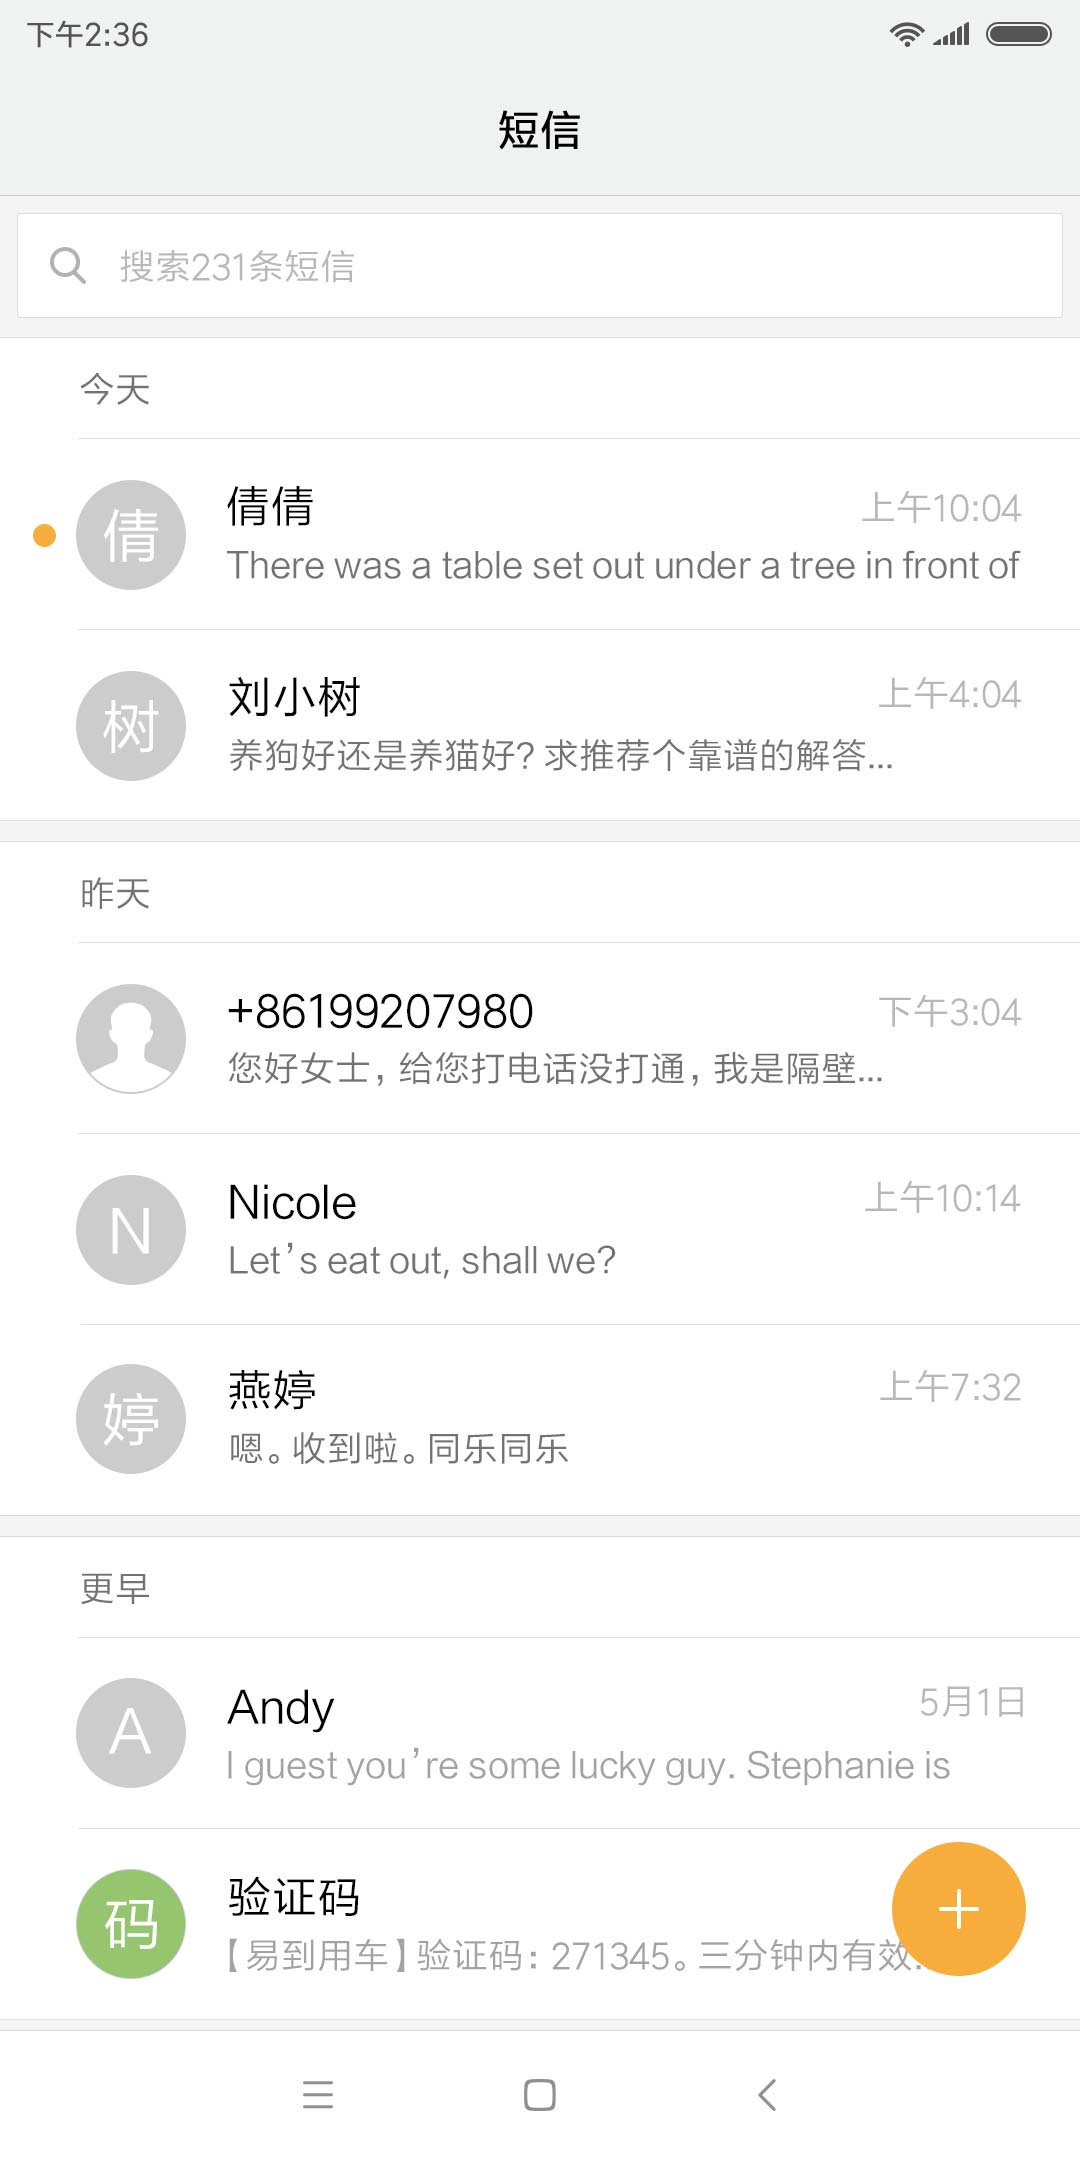 下午2:36
短信
搜索231条短信
今天
倩
倩倩
上午10:04
There was a table set out under a tree in front of
树
刘小树
上午4:04
养狗好还是养猫好? 求推荐个靠谱的解答...
昨天
+86199207980
下午3:04
您好女士，给您打电话没打通，我是隔壁...
N
Nicole
上午10:14
Let’s eat out, shall we?
婷
燕婷
上午7:32
嗯。收到啦。同乐同乐
更早
A
Andy
5月1日
I guest you’re some lucky guy. Stephanie is
码
验证码
【易到用车】验证码：271345。三分钟内有效...